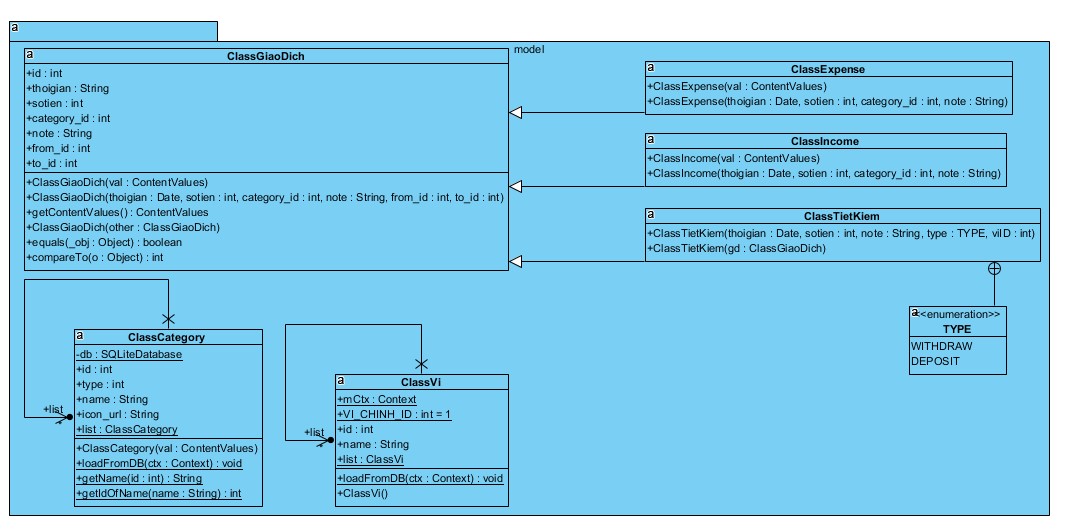 a
model
a
ClassGiaoDich
+id : int
+thoigian : String
+sotien : int
+category_id : int
+note : String
+from_id : int
+to_id : int
+ClassGiaoDich(val : ContentValues)
+ClassGiaoDich(thoigian : Date, sotien : int, category_id : int, note : String, from_id : int, to_id : int)
+getContentValues() : ContentValues
+ClassGiaoDich(other : ClassGiaoDich)
+equals(_obj : Object) : boolean
+compareTo(o : Object) : int
a
ClassExpense
+ClassExpense(val : ContentValues)
+ClassExpense(thoigian : Date, sotien : int, category_id : int, note : String)
a
ClassIncome
+ClassIncome(val : ContentValues)
+ClassIncome(thoigian : Date, sotien : int, category_id : int, note : String)
a
ClassTietKiem
+ClassTietKiem(thoigian : Date, sotien : int, note : String, type : TYPE, viID : int)
+ClassTietKiem(gd : ClassGiaoDich)
a
<<enumeration>>
TYPE
WITHDRAW
DEPOSIT
a
ClassCategory
-db : SQLiteDatabase
+id : int
+type : int
+name : String
+icon_url : String
+list : ClassCategory
+ClassCategory(val : ContentValues)
+loadFromDB(ctx : Context) : void
+getName(id : int) : String
+getIdOfName(name : String) : int
+list
*
a
ClassVi
+mCtx : Context
+VI_CHINH_ID : int = 1
+id : int
+name : String
+list : ClassVi
+loadFromDB(ctx : Context) : void
+ClassVi()
+list
*